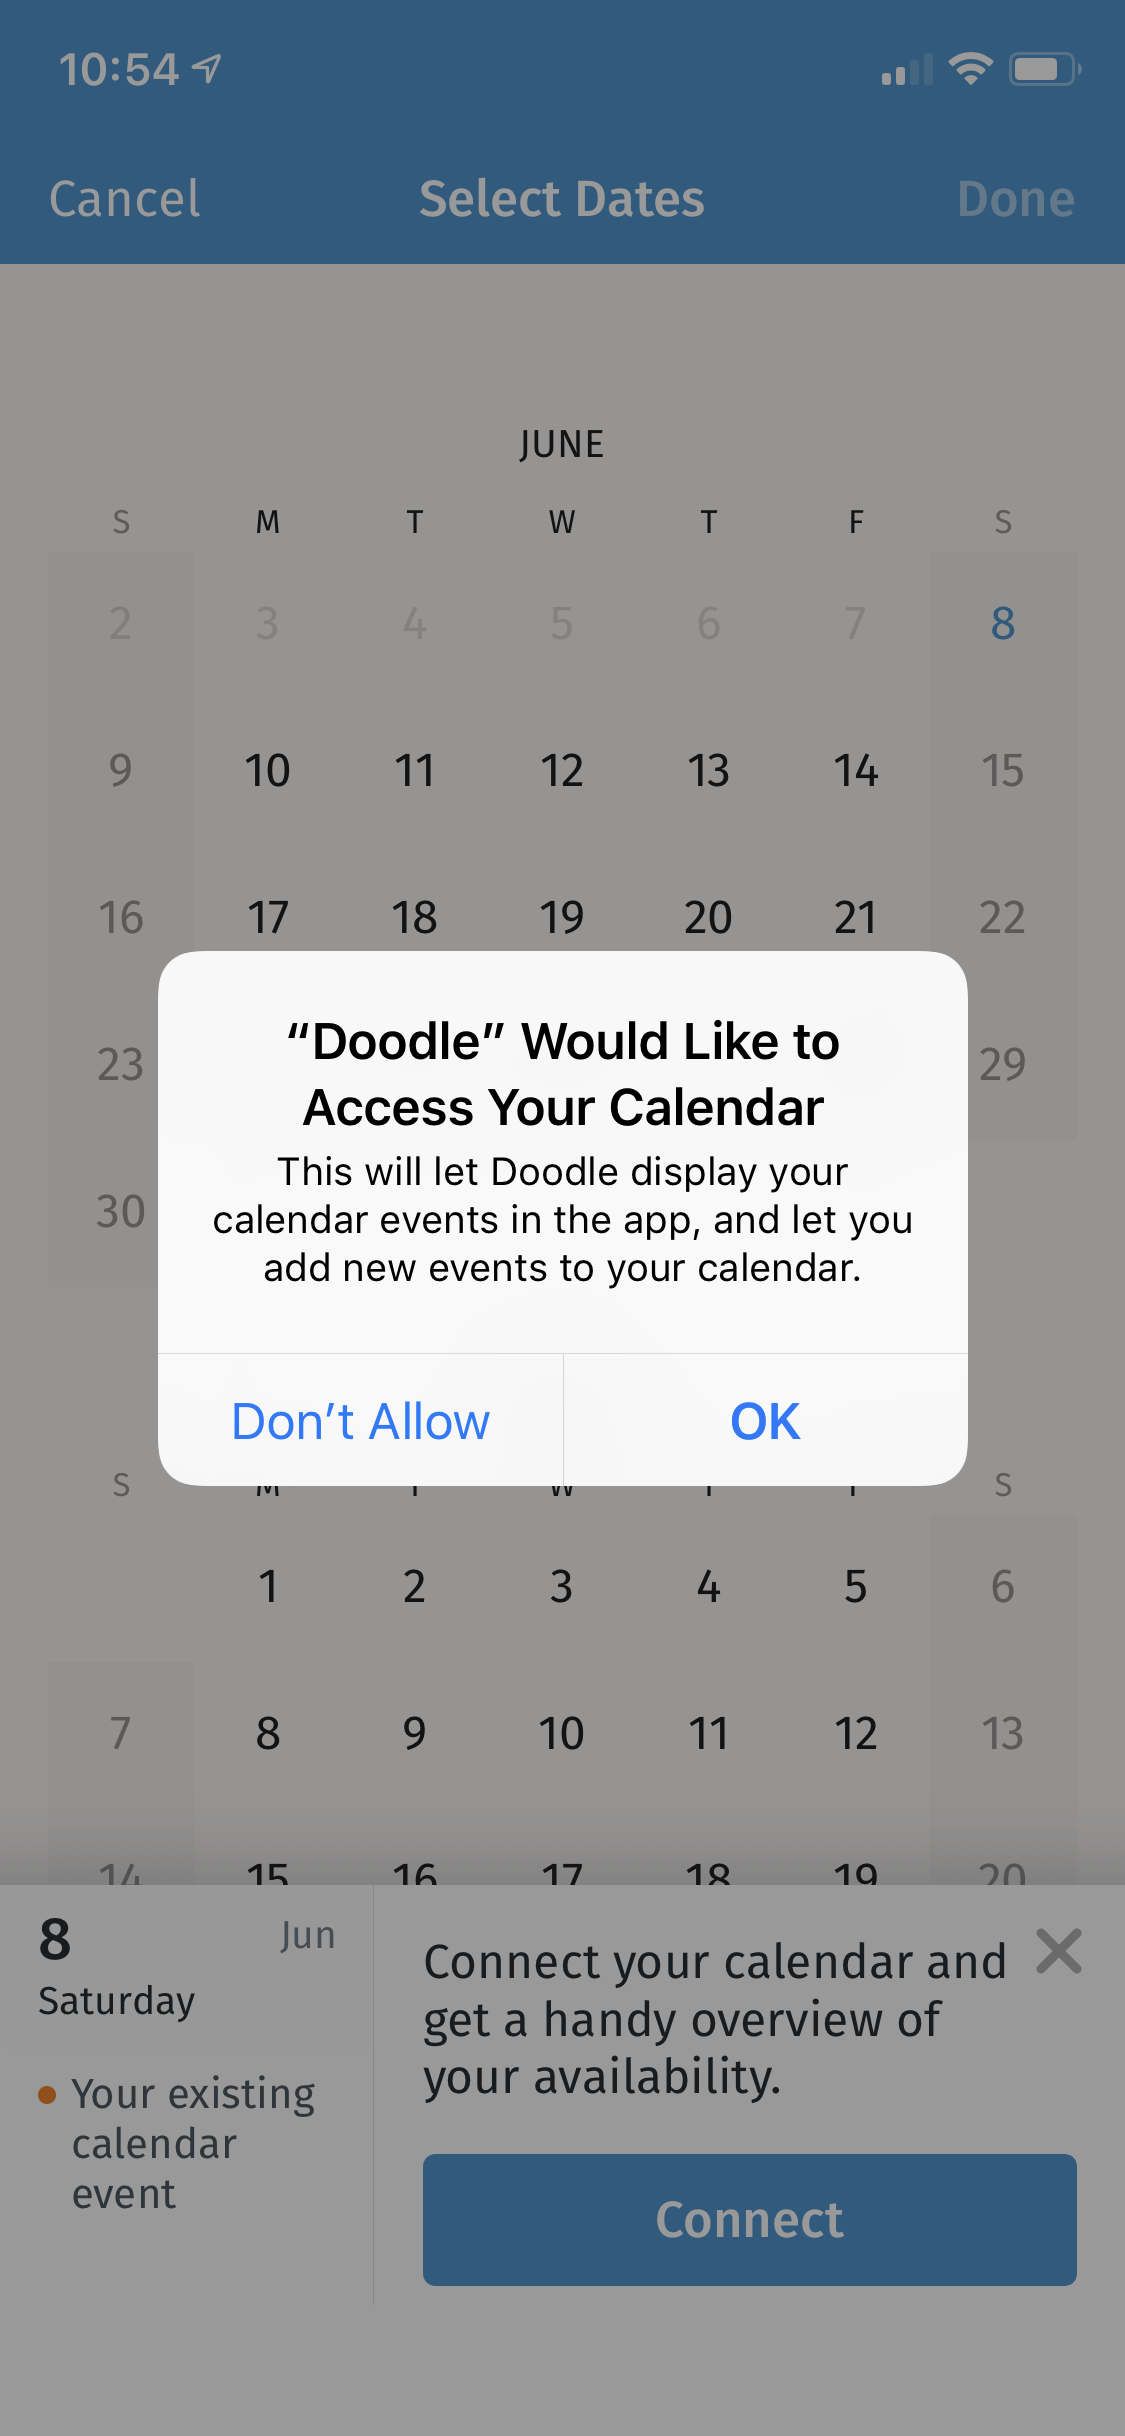 10:54
Cancel Select Dates Done
JUNE
S M T W T F S
2 3 4 5 6 7 8
9 10 11 12 13 14 15
16 17 18 19 20 21 22
23 29
30
“Doodle” Would Like to
Access Your Calendar
This will let Doodle display your
calendar events in the app, and let you
add new events to your calendar.
Don’t Allow OK
S M T W T F S
1 2 3 4 5 6
7 8 9 10 11 12 13
14 15 16 17 18 19 20
8 Jun
Saturday
Your existing
calendar
event
Connect your calendar and
get a handy overview of
your availability.
Connect